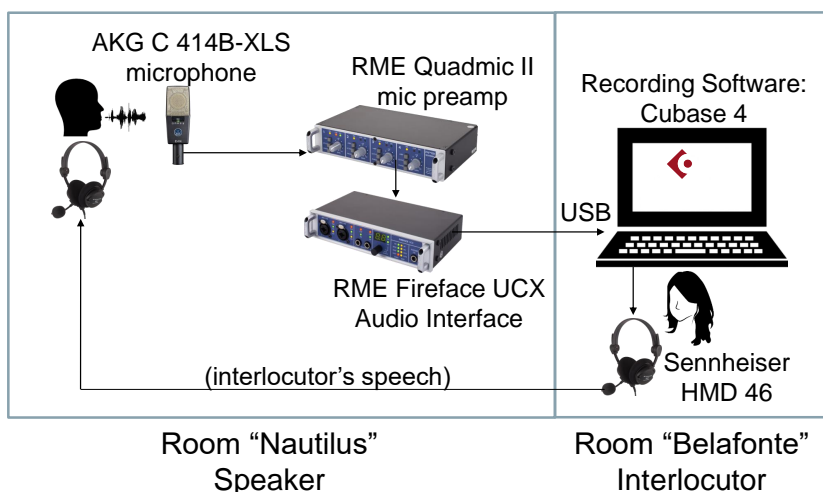 AKG C 414B-XLS
microphone
RME Quadmic II
mic preamp
Recording Software:
Cubase 4
USB
RME Fireface UCX
Audio Interface
(interlocutor's speech)
Sennheiser
HMD 46
Room “Nautilus”
Speaker
Room “Belafonte”
Interlocutor